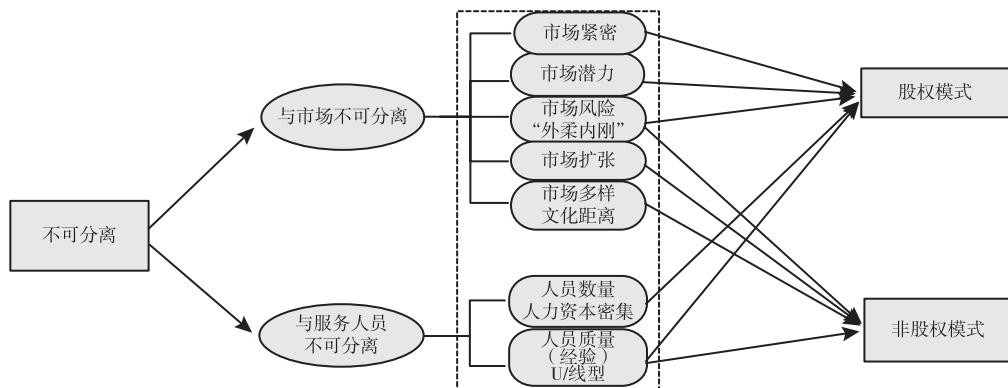 不可分离
与市场不可分离
与服务人员
不可分离
市场紧密
市场潜力
市场风险
“外柔内刚”
市场扩张
市场多样
文化距离
人员数量
人力资本密集
人员质量
（经验）
U/线型
股权模式
非股权模式